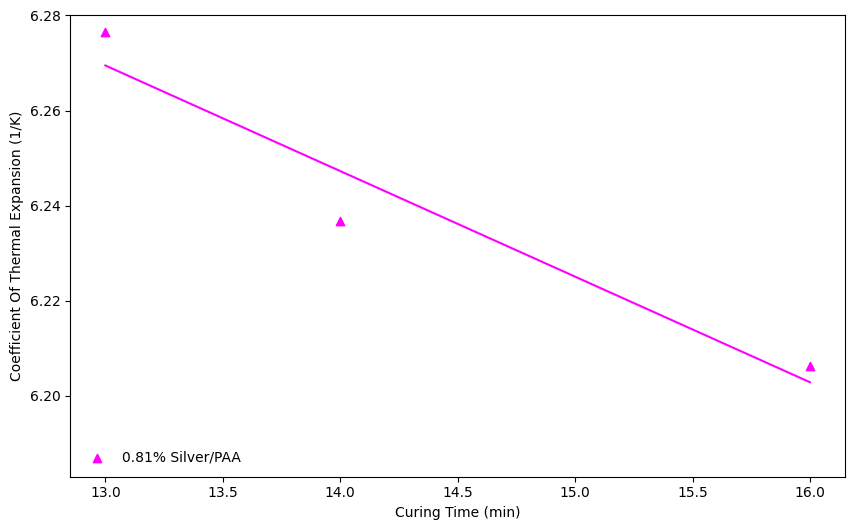 6.28
6.26
6.24
6.22
6.20
Coefficient Of Thermal Expansion (1/K)
0.81% Silver/PAA
13.0 13.5 14.0 14.5 15.0 15.5 16.0
Curing Time (min)